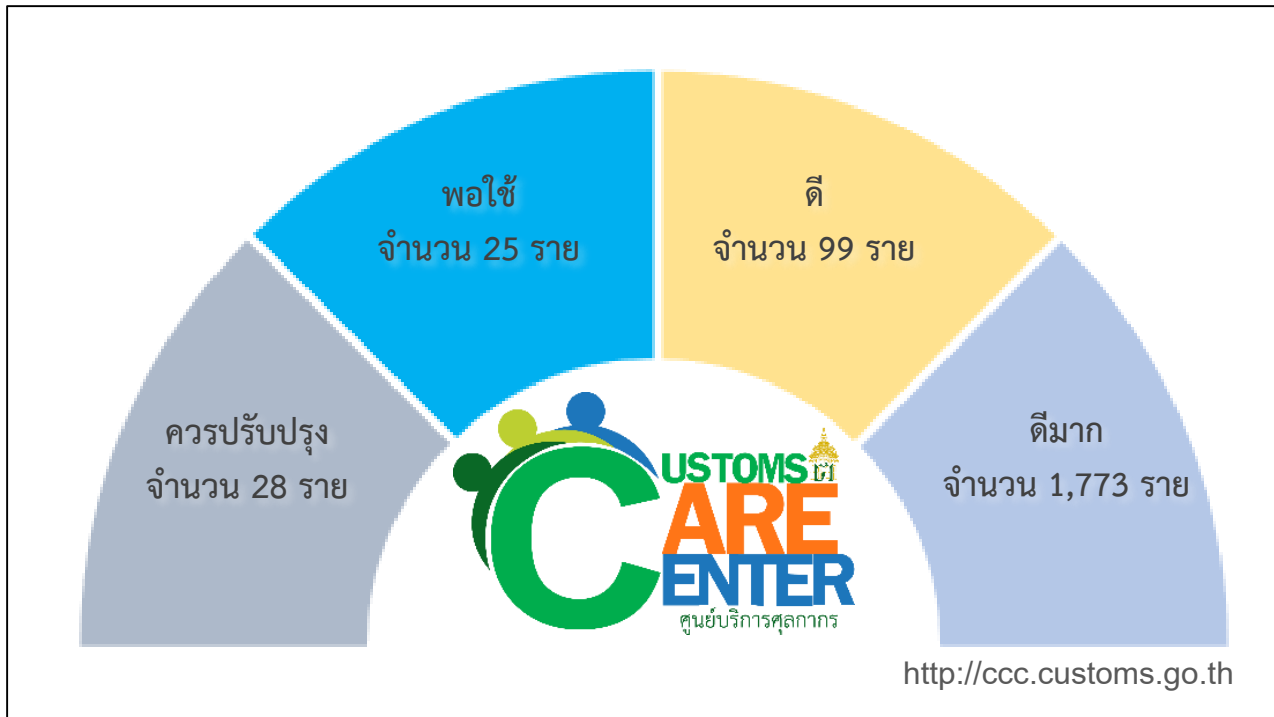 พอใช้
จำนวน 25 ราย
ดี
จำนวน 99 ราย
ควรปรับปรุง
จำนวน 28 ราย
ดีมาก
จำนวน 1,773 ราย
CUSTOMS
CARE
CENTER
ศูนย์บริการศุลกากร
http://ccc.customs.go.th